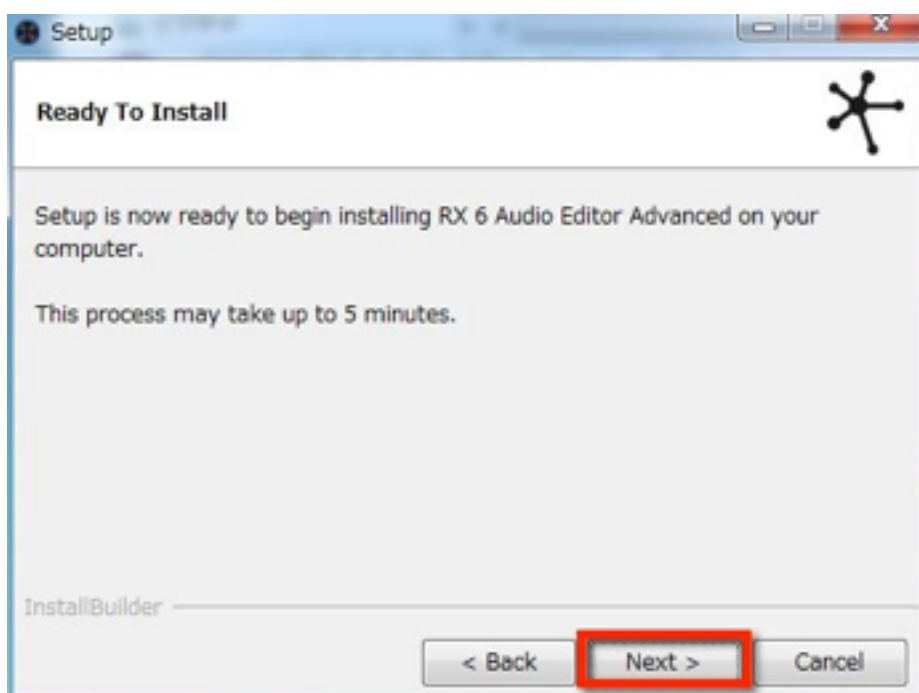 Setup
Ready To Install
Setup is now ready to begin installing RX 6 Audio Editor Advanced on your
computer.
This process may take up to 5 minutes.
InstallBuilder
< Back Next > Cancel